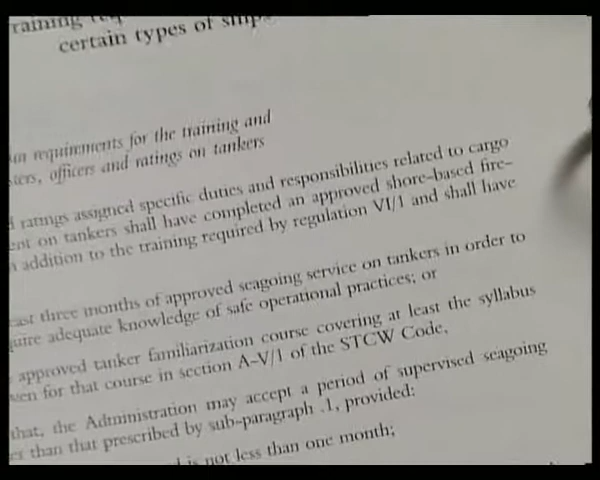 certain types of ships
requirements for the training and
officers and ratings on tankers
ratings assigned specific duties and responsibilities related to cargo
on tankers shall have completed an approved shore-based fire-
addition to the training required by regulation VI/1 and shall have
three months of approved seagoing service on tankers in order to
adequate knowledge of safe operational practices; or
approved tanker familiarization course covering at least the syllabus
for that course in section A-V/1 of the STCW Code,
that, the Administration may accept a period of supervised seagoing
than that prescribed by sub-paragraph .1, provided:
is not less than one month;